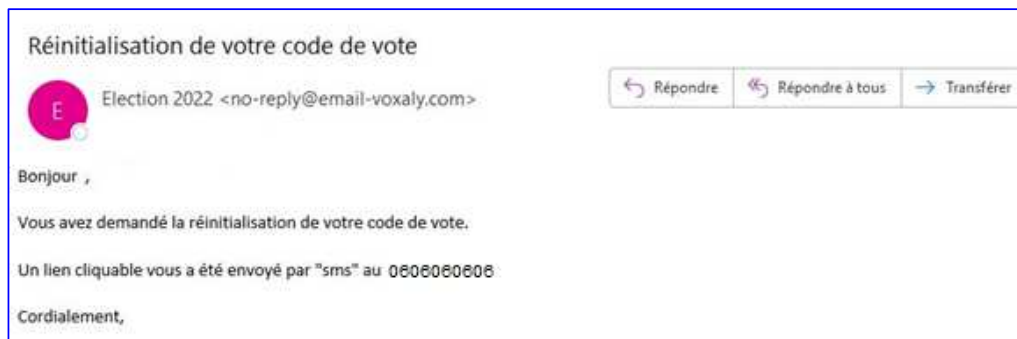 Réinitialisation de votre code de vote
E
Election 2022 <no-reply@email-voxaly.com>
Répondre
Répondre à tous
Transférer
Bonjour ,
Vous avez demandé la réinitialisation de votre code de vote.
Un lien cliquable vous a été envoyé par "sms" au 0606060606
Cordialement,